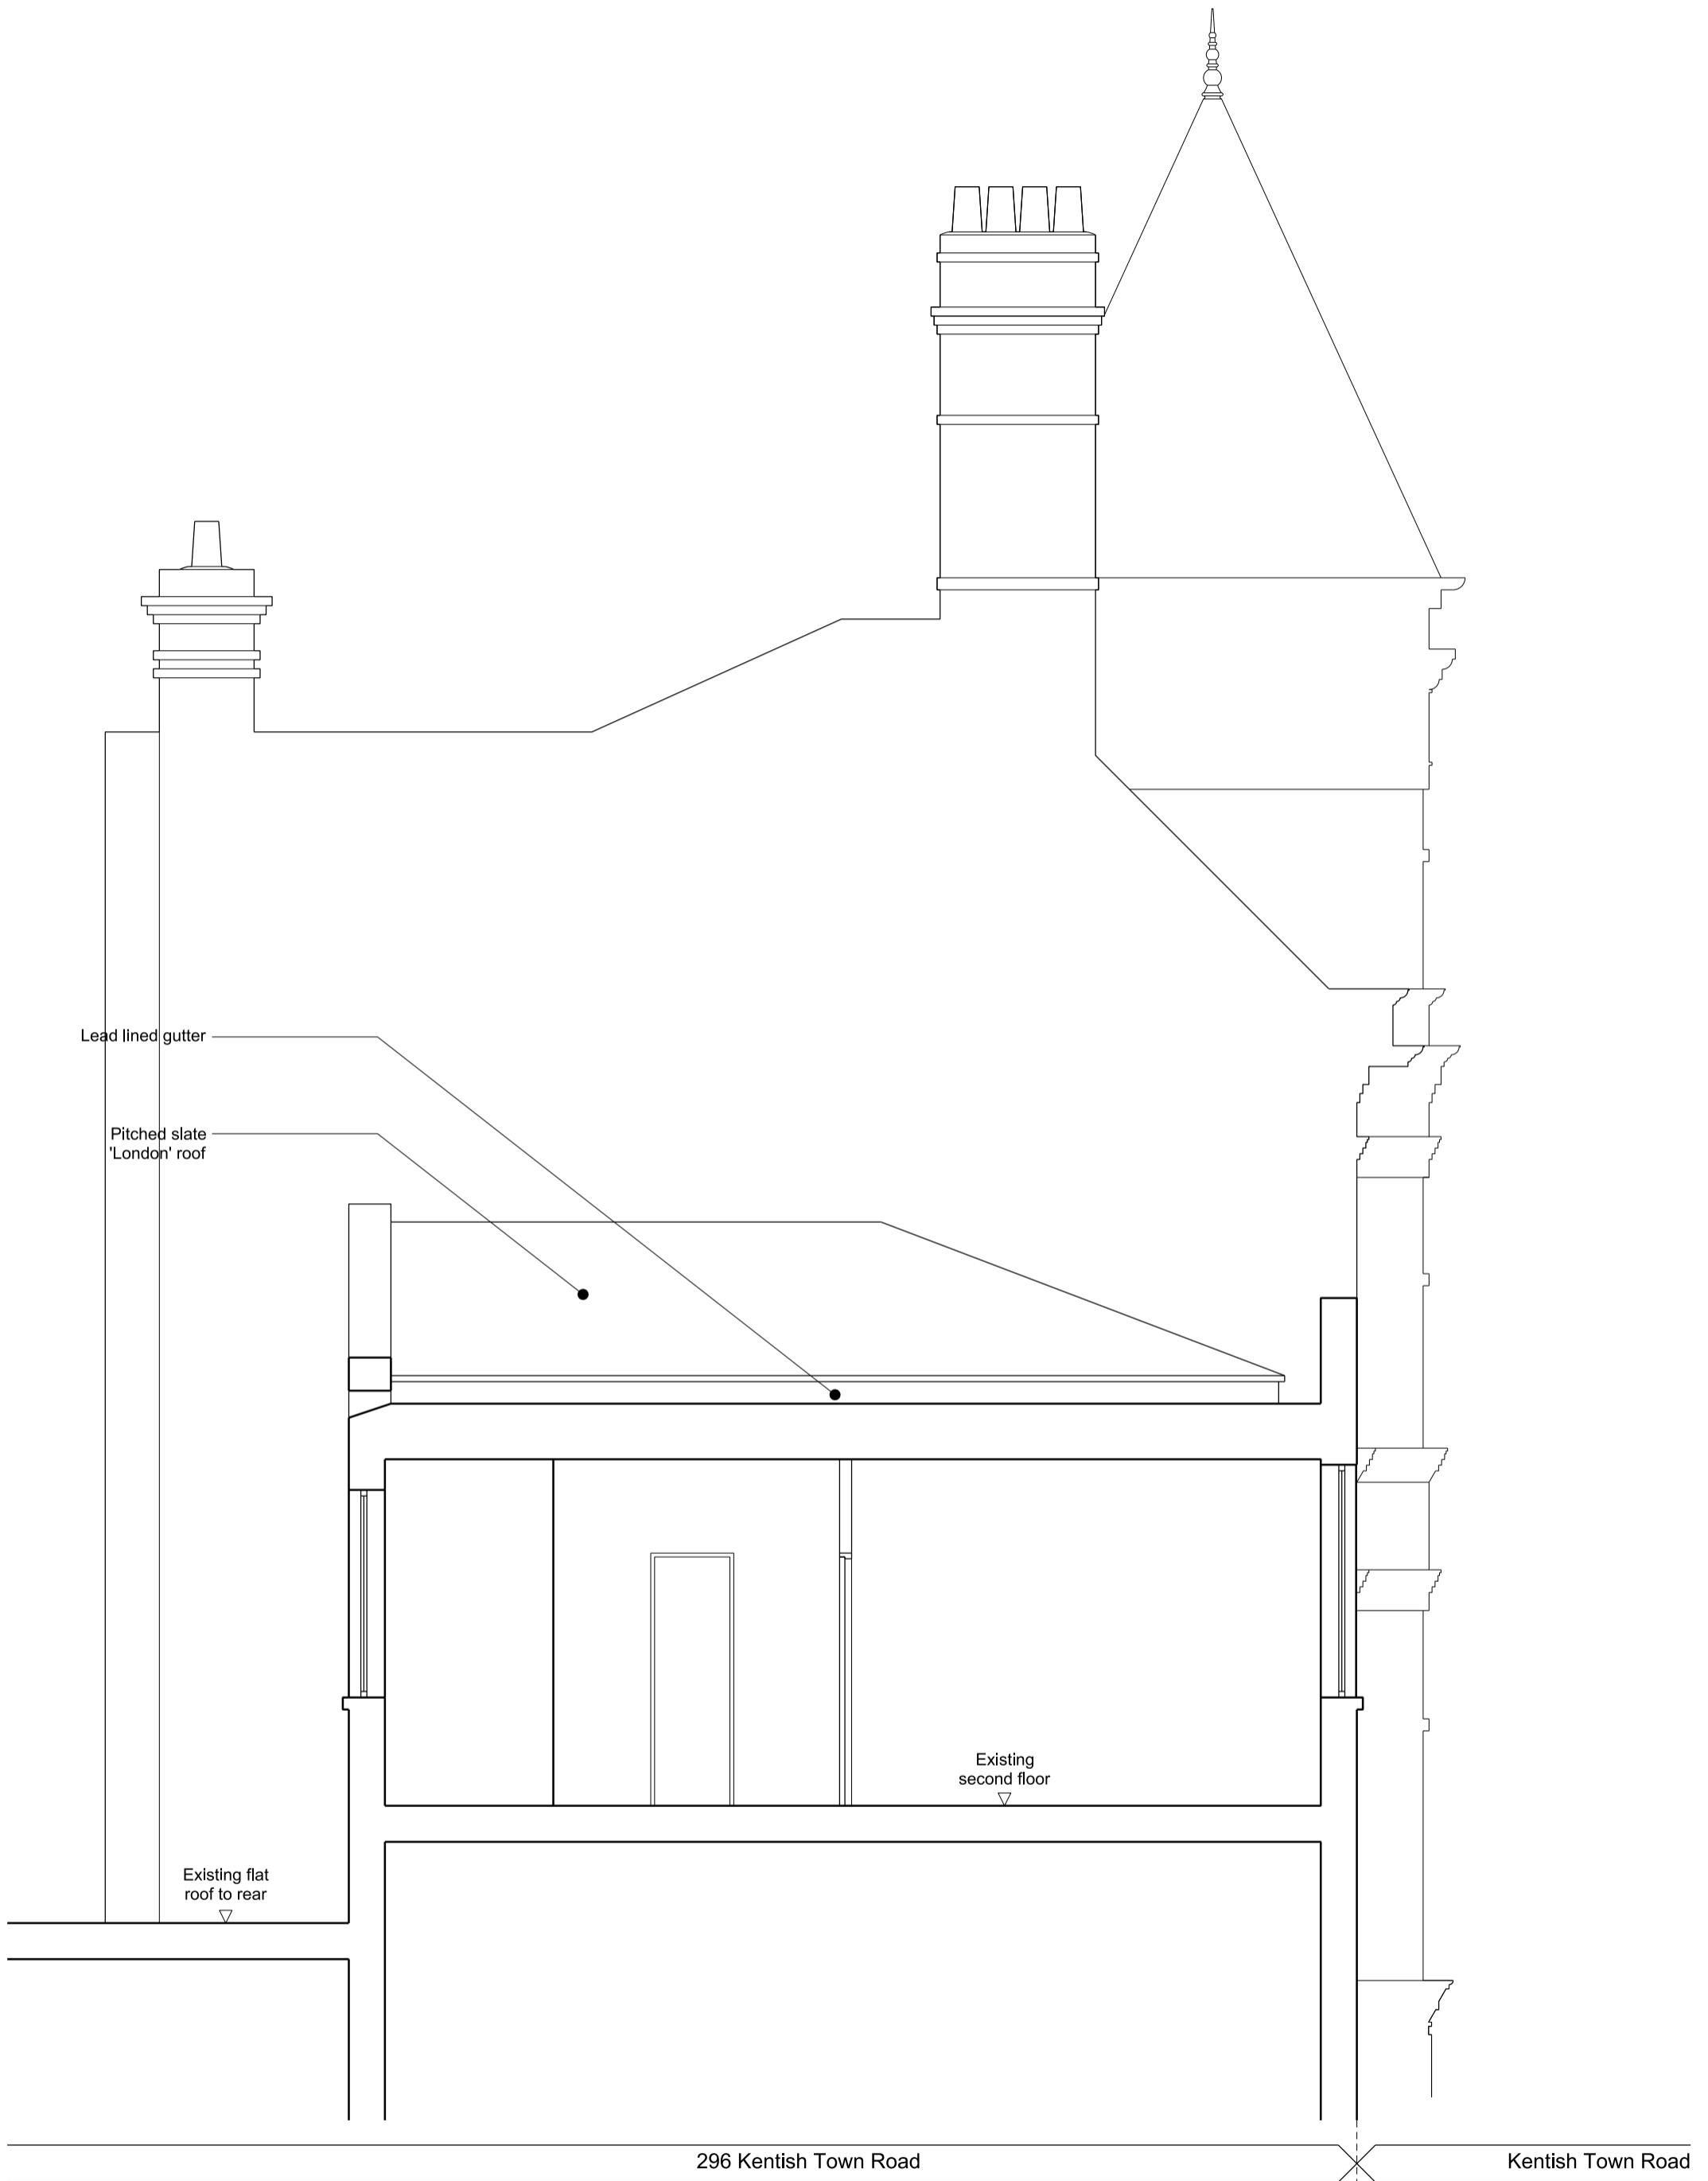 Lead lined gutter
Pitched slate
'London' roof
Existing
second floor
Existing flat
roof to rear
296 Kentish Town Road
Kentish Town Road